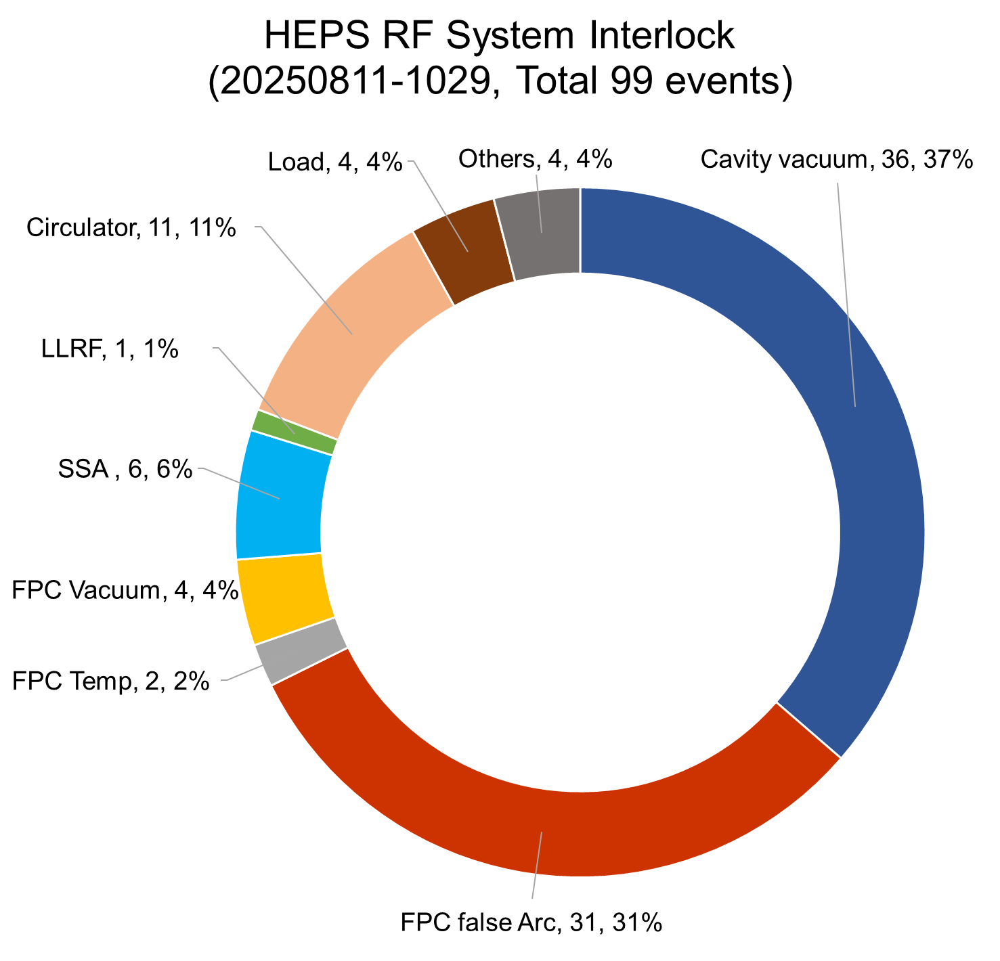 HEPS RF System Interlock
(20250811-1029, Total 99 events)
Load, 4, 4%
Others, 4, 4%
Cavity vacuum, 36, 37%
Circulator, 11, 11%
LLRF, 1, 1%
SSA , 6, 6%
FPC Vacuum, 4, 4%
FPC Temp, 2, 2%
FPC false Arc, 31, 31%